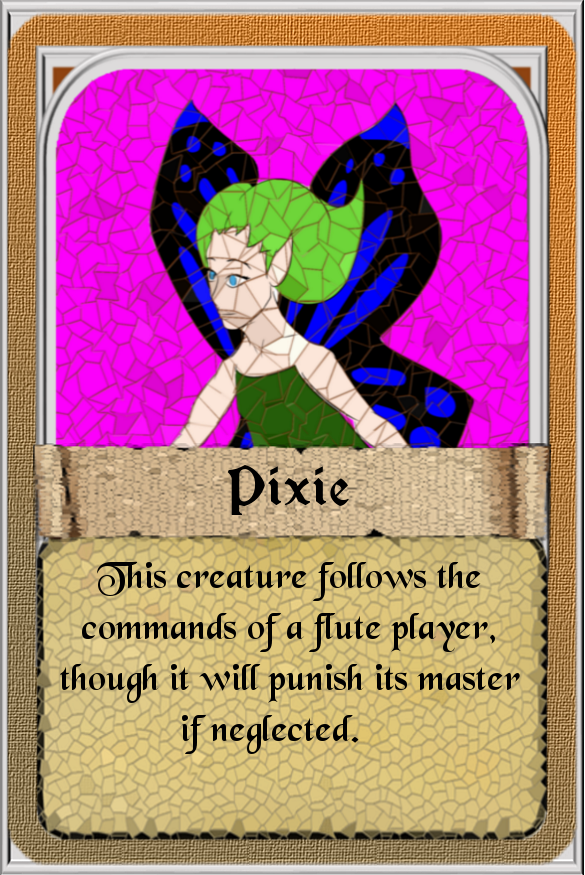 Pixie
This creature follows the
commands of a flute player,
though it will punish its master
if neglected.